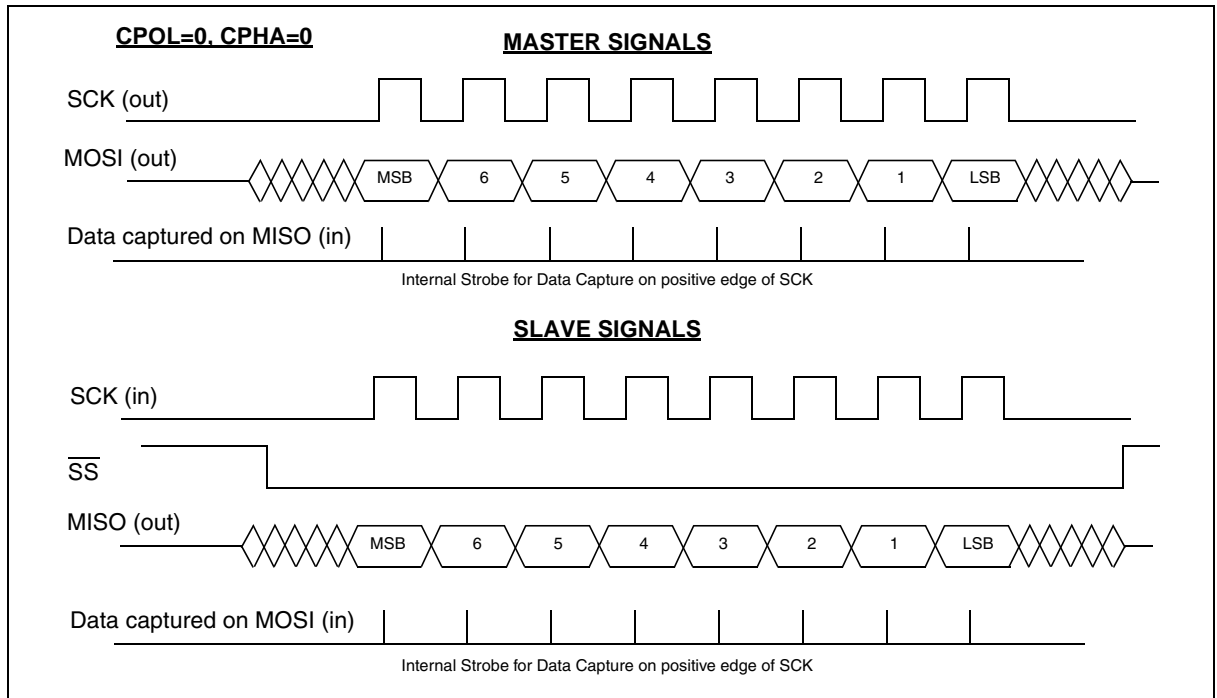 CPOL=0, CPHA=0
MASTER SIGNALS
SCK (out)
MOSI (out)
MSB 6 5 4 3 2 1 LSB
Data captured on MISO (in)
Internal Strobe for Data Capture on positive edge of SCK
SLAVE SIGNALS
SCK (in)
SS
MISO (out)
MSB 6 5 4 3 2 1 LSB
Data captured on MOSI (in)
Internal Strobe for Data Capture on positive edge of SCK